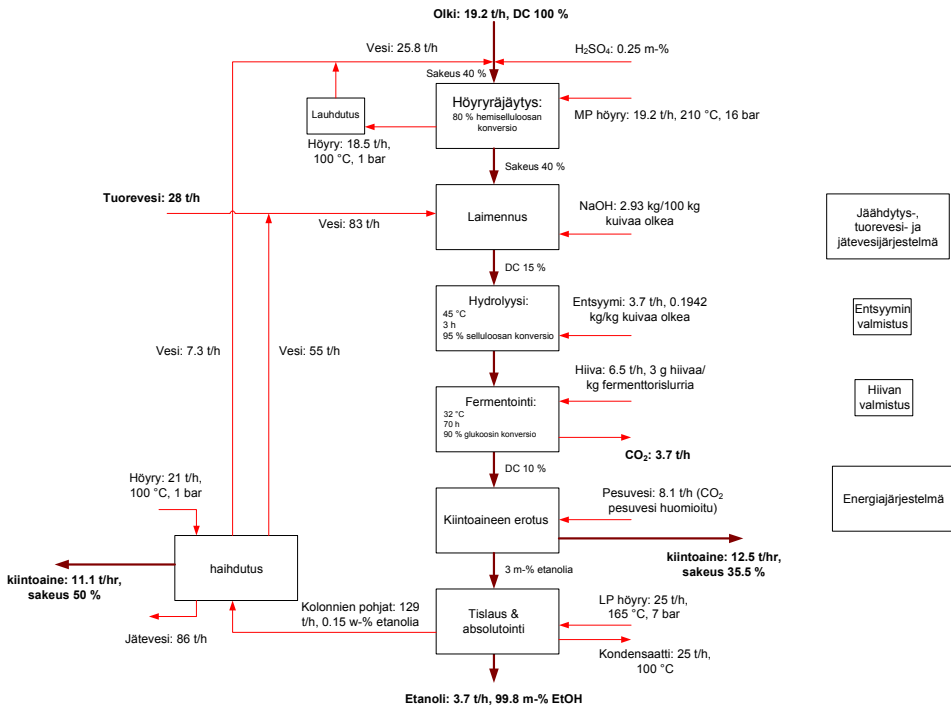 Olki: 19.2 t/h, DC 100 %
Vesi: 25.8 t/h
H₂SO₄: 0.25 m-%
Sakeus 40 %
Höyryräjäytys:
80 % hemiselluloosan
konversio
Lauhdutus
MP höyry: 19.2 t/h, 210 °C, 16 bar
Höyry: 18.5 t/h,
100 °C, 1 bar
Sakeus 40 %
Tuorevesi: 28 t/h
Vesi: 83 t/h
Laimennus
NaOH: 2.93 kg/100 kg
kuivaa olkea
Jäähdytys-,
tuorevesi- ja
jätevesijärjestelmä
DC 15 %
Hydrolyysi:
45 °C
3 h
95 % selluloosan konversio
Entsyymi: 3.7 t/h, 0.1942
kg/kg kuivaa olkea
Entsyymin
valmistus
Vesi: 7.3 t/h
Vesi: 55 t/h
Hiiva: 6.5 t/h, 3 g hiivaa/
kg fermenttorislurria
Fermentointi:
32 °C
70 h
90 % glukoosin konversio
Hiivan
valmistus
CO₂: 3.7 t/h
DC 10 %
Höyry: 21 t/h,
100 °C, 1 bar
Kiintoaineen erotus
Pesuvesi: 8.1 t/h (CO₂
pesuvesi huomioitu)
Energiajärjestelmä
kiintoaine: 12.5 t/hr,
sakeus 35.5 %
haihdutus
kiintoaine: 11.1 t/hr,
sakeus 50 %
3 m-% etanolia
Kolonnien pohjat: 129
t/h, 0.15 w-% etanolia
Tislaus &
absolutointi
LP höyry: 25 t/h,
165 °C, 7 bar
Jätevesi: 86 t/h
Kondensaatti: 25 t/h,
100 °C
Etanoli: 3.7 t/h, 99.8 m-% EtOH